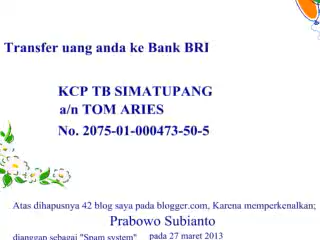 Transfer uang anda ke Bank BRI
KCP TB SIMATUPANG
a/n TOM ARIES
No. 2075-01-000473-50-5
Atas dihapusnya 42 blog saya pada blogger.com, Karena memperkenalkan;
Prabowo Subianto
dianggap sebagai "Spam system" pada 27 maret 2013